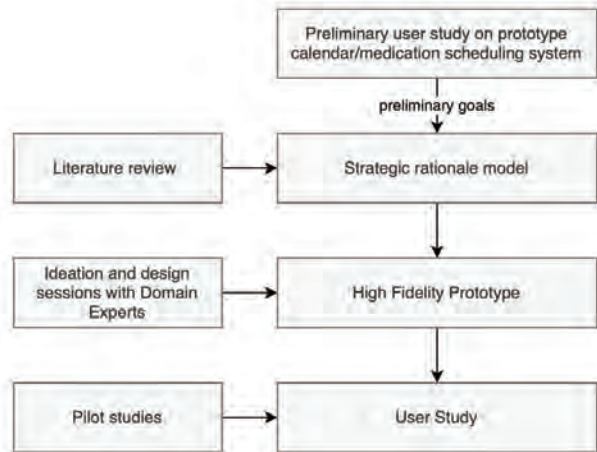 Preliminary user study on prototype
calendar/medication scheduling system
preliminary goals
Literature review
Strategic rationale model
Ideation and design
sessions with Domain
Experts
High Fidelity Prototype
Pilot studies
User Study